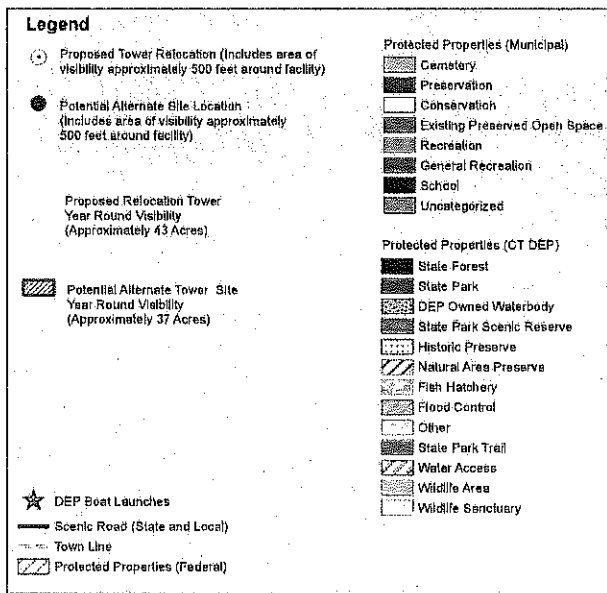 Legend
Proposed Tower Relocation (Includes area of
visibility approximately 500 feet around facility)
Potential Alternate Site Location
(Includes area of visibility approximately
500 feet around facility)
Proposed Relocation Tower
Year Round Visibility
(Approximately 43 Acres)
Potential Alternate Tower Site
Year Round Visibility
(Approximately 37 Acres)
DEP Boat Launches
Scenic Road (State and Local)
Town Line
Protected Properties (Federal)
Protected Properties (Municipal)
Cemetery
Preservation
Conservation
Existing Preserved Open Space
Recreation
General Recreation
School
Uncategorized
Protected Properties (CT DEP)
State Forest
State Park
DEP Owned Waterbody
State Park Scenic Reserve
Historic Preserve
Natural Area Preserve
Fish Hatchery
Flood Control
Other
State Park Trail
Water Access
Wildlife Area
Wildlife Sanctuary